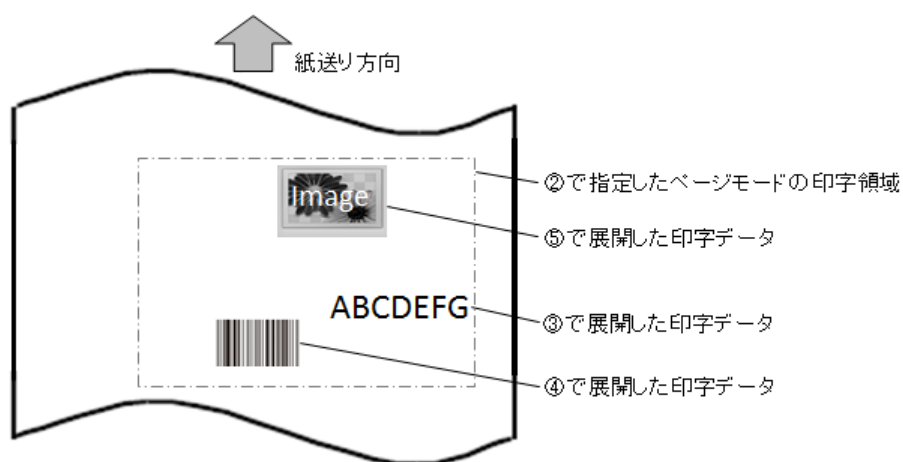 紙送り方向
②で指定したページモードの印字領域
Image
⑤で展開した印字データ
ABCDEFG
③で展開した印字データ
④で展開した印字データ